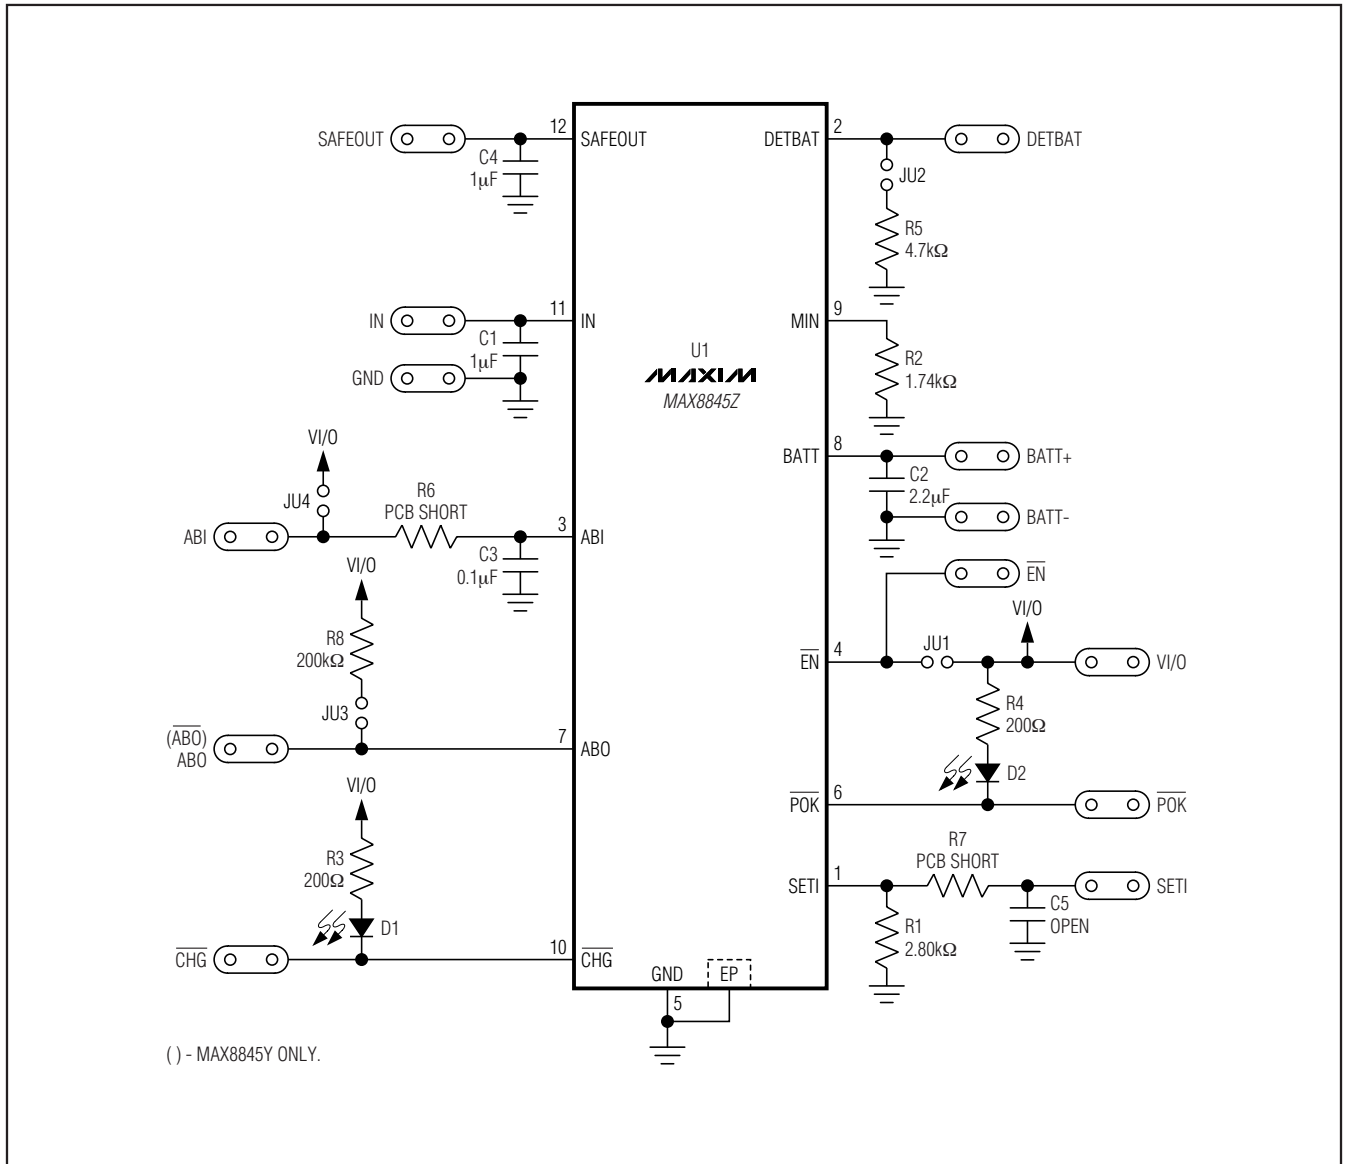 SAFEOUT
12
SAFEOUT
C4
1µF
DETBAT
2
DETBAT
JU2
R5
4.7kΩ
IN
11
IN
C1
1µF
GND
MIN
9
R2
1.74kΩ
U1
MAXIM
MAX8845Z
BATT
8
BATT+
C2
2.2µF
BATT-
VI/O
JU4
R6
PCB SHORT
ABI
3
ABI
C3
0.1µF
EN
VI/O
R8
200kΩ
JU3
(ABO)
ABO
7
ABO
EN
4
JU1
VI/O
VI/O
R4
200Ω
D2
POK
6
POK
VI/O
R3
200Ω
D1
CHG
10
CHG
R7
PCB SHORT
SETI
1
SETI
C5
OPEN
R1
2.80kΩ
GND
EP
5
( ) - MAX8845Y ONLY.